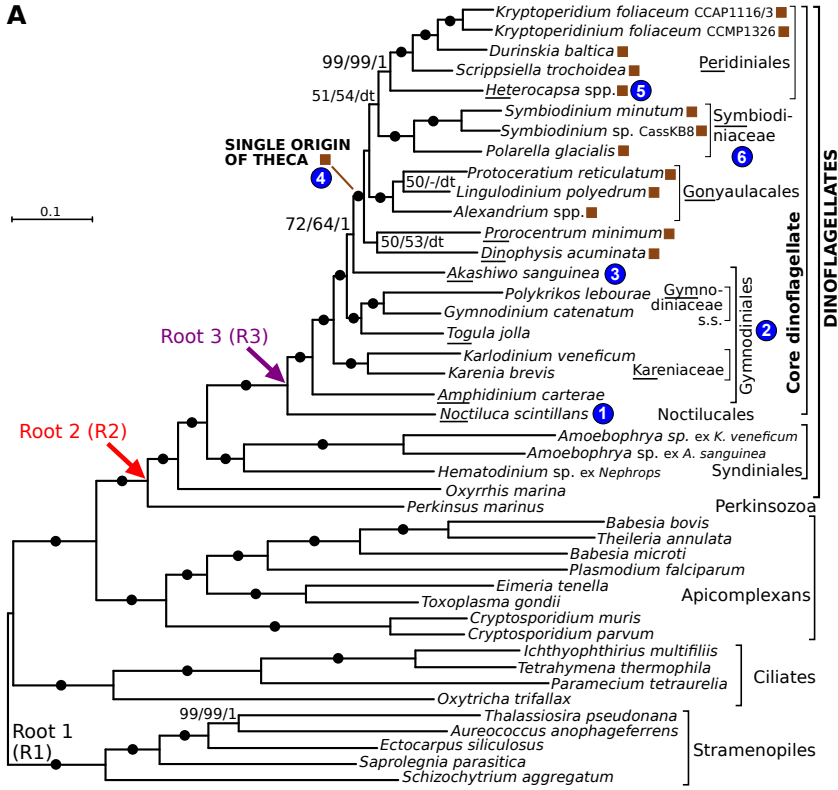 A
Kryptoperidium foliaceum CCAP1116/3
Kryptoperidinium foliaceum CCMP1326
Durinskia baltica
99/99/1
Scrippsiella trochoidea
Peridiniales
Heterocapsa spp.
5
51/54/dt
Symbiodinium minutum
Symbiodi-
niaceae
Symbiodinium sp. CassKB8
Polarella glacialis
6
SINGLE ORIGIN
OF THECA
4
Protoceratium reticulatum
50/-/dt
Lingulodinium polyedrum
Gonyaulacales
Alexandrium spp.
0.1
72/64/1
Prorocentrum minimum
50/53/dt
Dinophysis acuminata
Akashiwo sanguinea
3
Polykrikos lebourae
Gymno-
diniaceae
s.s.
Gymnodinium catenatum
Togula jolla
2
Gymnodiniales
Core dinoflagellate
DINOFLAGELLATES
Root 3 (R3)
Karlodinium veneficum
Karenia brevis
Kareniaceae
Amphidinium carterae
Noctiluca scintillans
1
Noctilucales
Root 2 (R2)
Amoebophrya sp. ex K. veneficum
Amoebophrya sp. ex A. sanguinea
Hematodinium sp. ex Nephrops
Syndiniales
Oxyrrhis marina
Perkinsus marinus
Perkinsozoa
Babesia bovis
Theileria annulata
Babesia microti
Plasmodium falciparum
Eimeria tenella
Apicomplexans
Toxoplasma gondii
Cryptosporidium muris
Cryptosporidium parvum
Ichthyophthirius multifiliis
Tetrahymena thermophila
Ciliates
Paramecium tetraurelia
Oxytricha trifallax
Root 1
(R1)
99/99/1
Thalassiosira pseudonana
Aureococcus anophageferrens
Ectocarpus siliculosus
Stramenopiles
Saprolegnia parasitica
Schizochytrium aggregatum